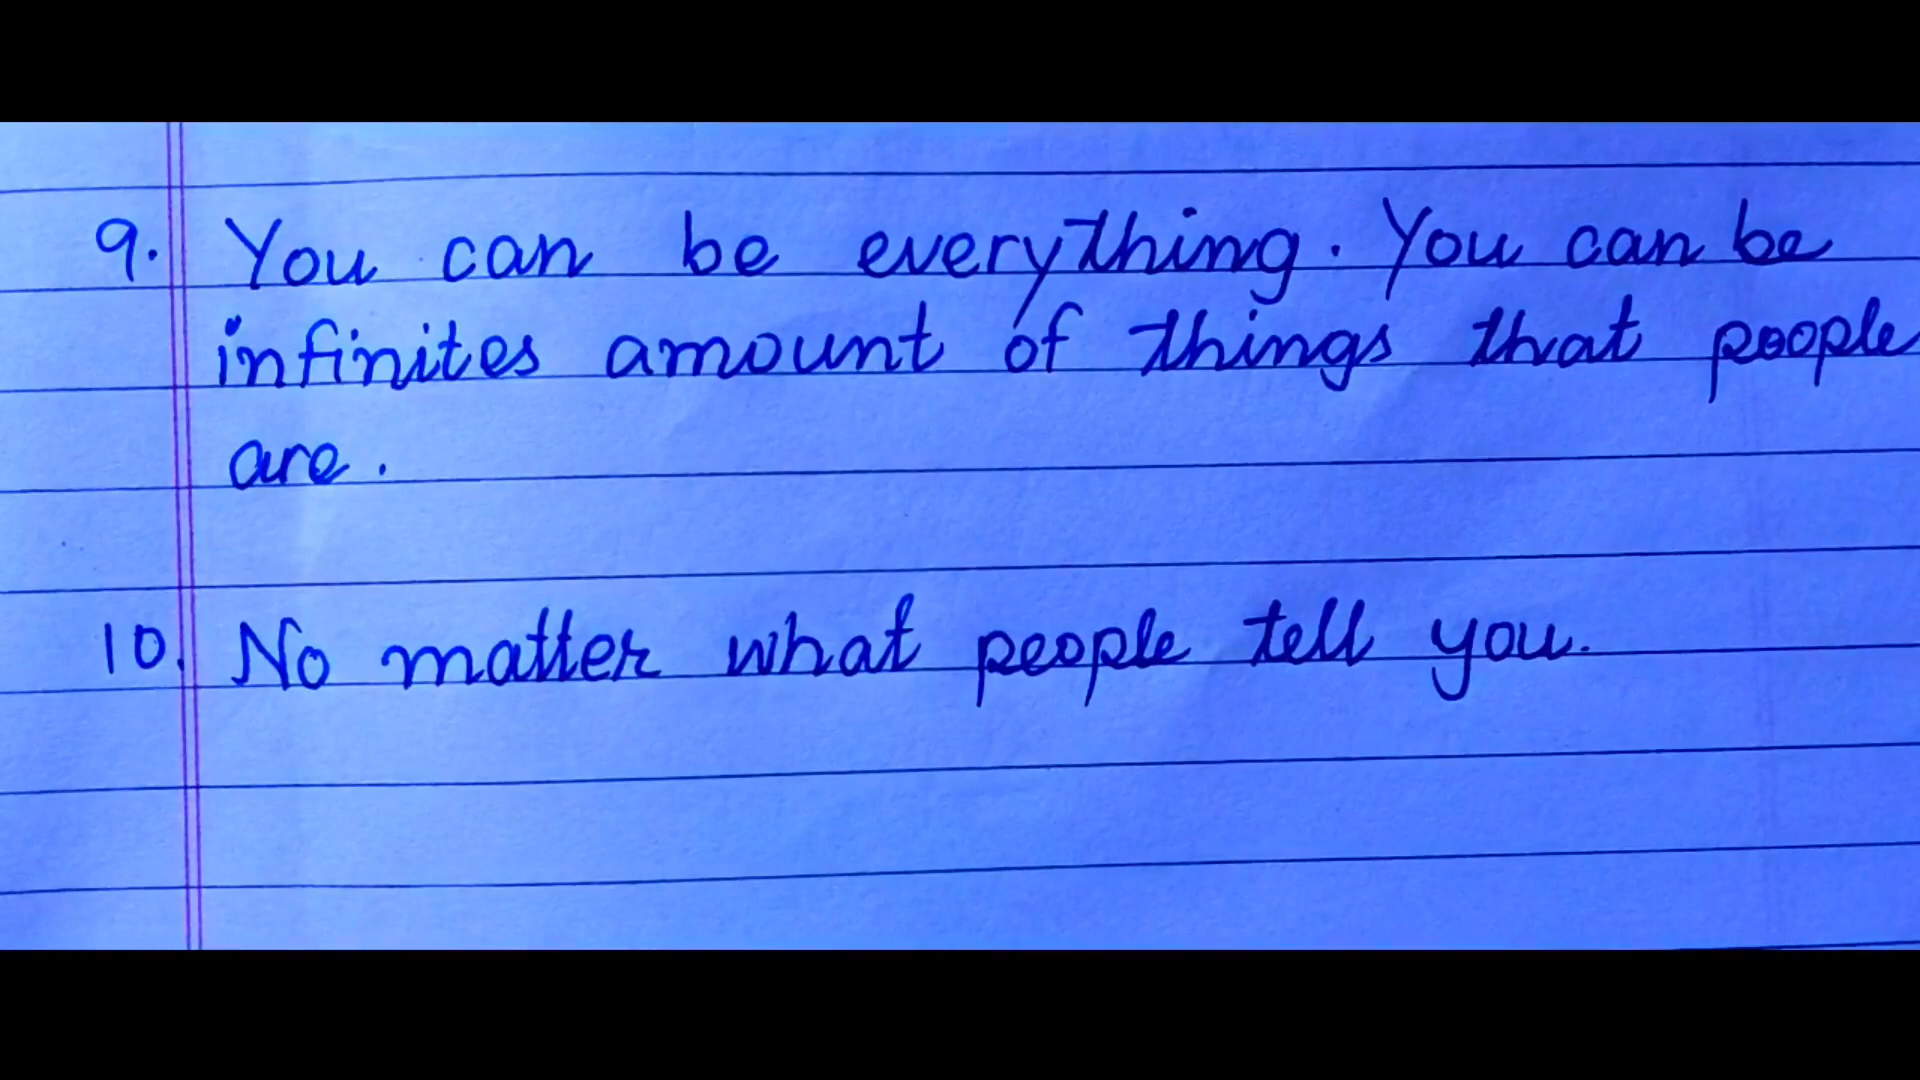 9. You can be everything. You can be
infinites amount of things that people
are.
10. No matter what people tell you.